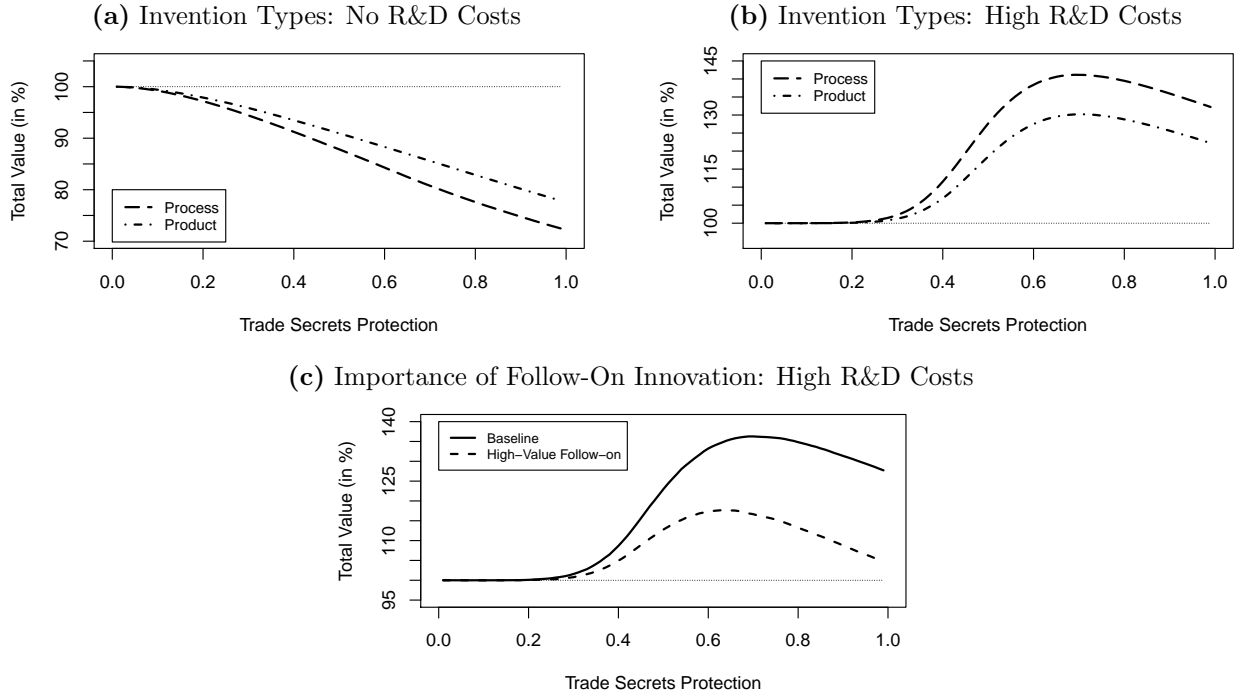 (a) Invention Types: No R&D Costs
Total Value (in %)
100
90
80
70
Process
Product
0.0 0.2 0.4 0.6 0.8 1.0
Trade Secrets Protection
(b) Invention Types: High R&D Costs
Total Value (in %)
145
130
115
100
Process
Product
0.0 0.2 0.4 0.6 0.8 1.0
Trade Secrets Protection
(c) Importance of Follow-On Innovation: High R&D Costs
Total Value (in %)
140
125
110
95
Baseline
High−Value Follow−on
0.0 0.2 0.4 0.6 0.8 1.0
Trade Secrets Protection